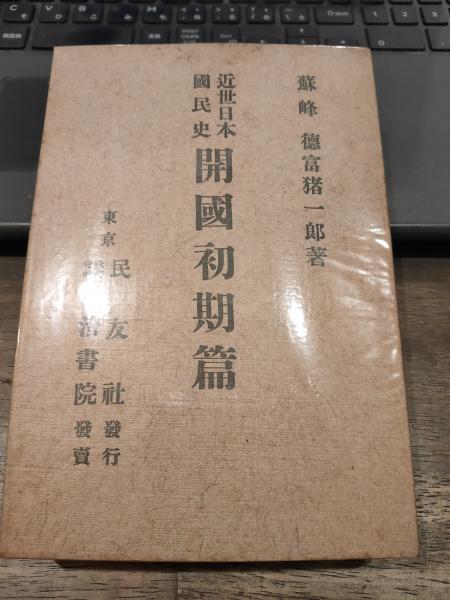 蘇峰 德富猪一郎著
近世日本
國民史
開國初期篇
東京
民友社發行
明治書院發賣